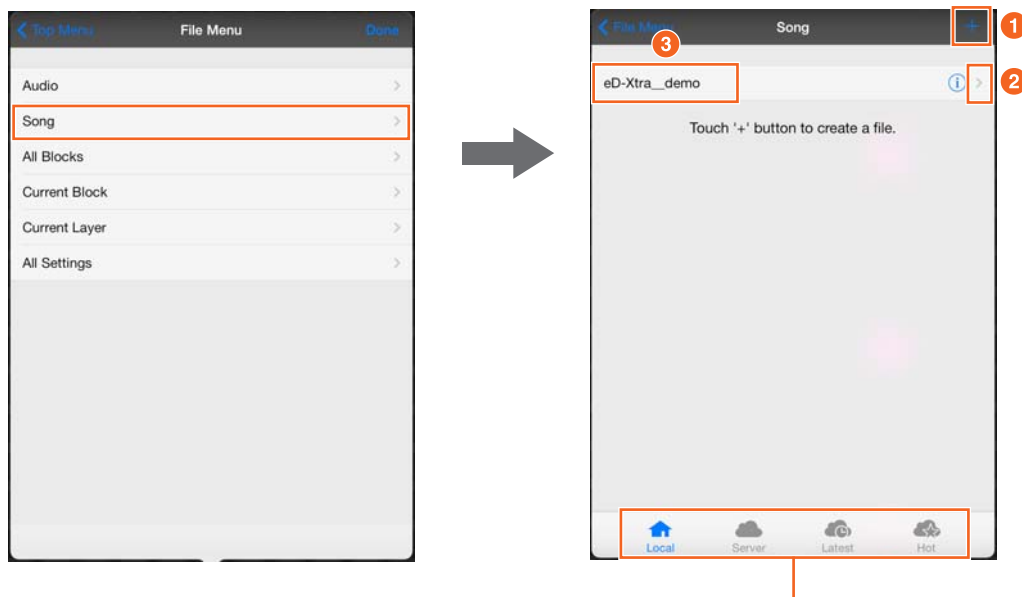 Top Menu File Menu Done
Audio
Song
All Blocks
Current Block
Current Layer
All Settings
File Menu Song +
1
3
eD-Xtra__demo
2
Touch '+' button to create a file.
Local Server Latest Hot